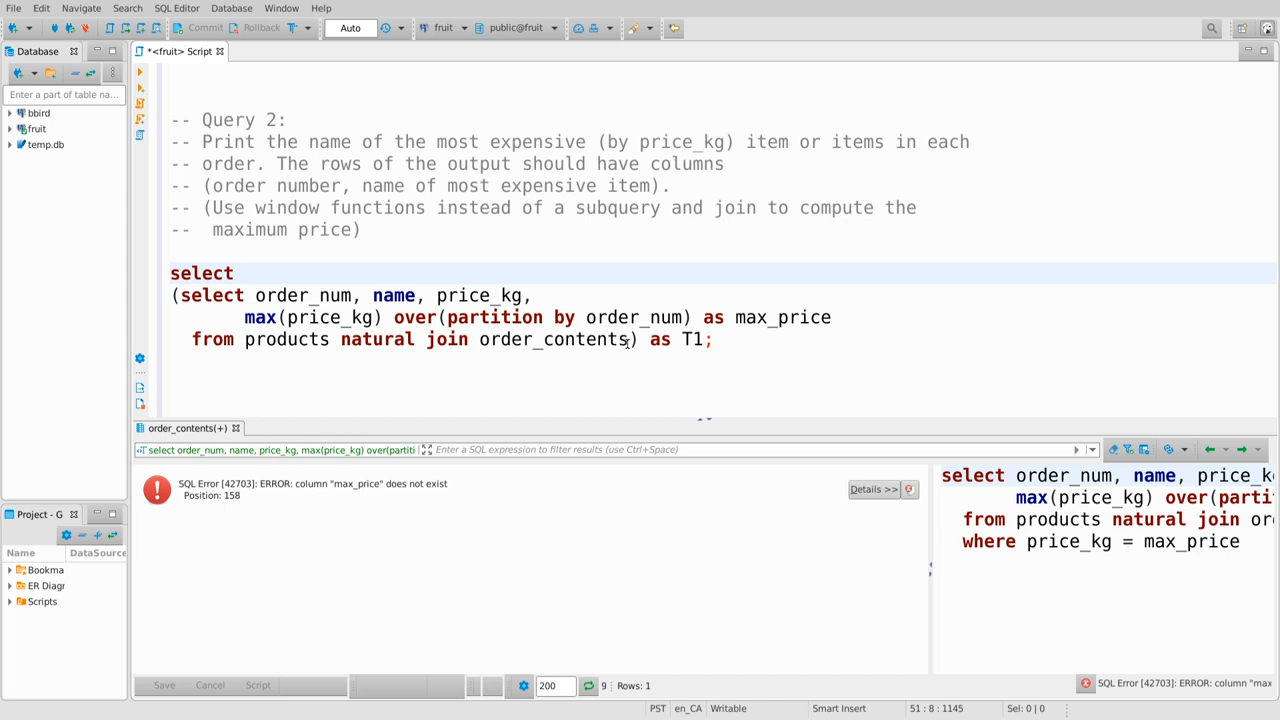 File Edit Navigate Search SQL Editor Database Window Help
Commit Rollback Auto fruit public@fruit
Database *<fruit> Script
Enter a part of table na...
bbird
fruit
temp.db
-- Query 2:
-- Print the name of the most expensive (by price_kg) item or items in each
-- order. The rows of the output should have columns
-- (order number, name of most expensive item).
-- (Use window functions instead of a subquery and join to compute the
--  maximum price)
select
(select order_num, name, price_kg,
max(price_kg) over(partition by order_num) as max_price
from products natural join order_contents) as T1;
order_contents(+)
select order_num, name, price_kg, max(price_kg) over(partiti Enter a SQL expression to filter results (use Ctrl+Space)
SQL Error [42703]: ERROR: column "max_price" does not exist
Position: 158
Details >>
select order_num, name, price_k
max(price_kg) over(parti
from products natural join or
where price_kg = max_price
Project - G
Name DataSource
Bookma
ER Diagr
Scripts
Save Cancel Script 200 9 Rows: 1 SQL Error [42703]: ERROR: column "max
PST en_CA Writable Smart Insert 51 : 8 : 1145 Sel: 0 | 0